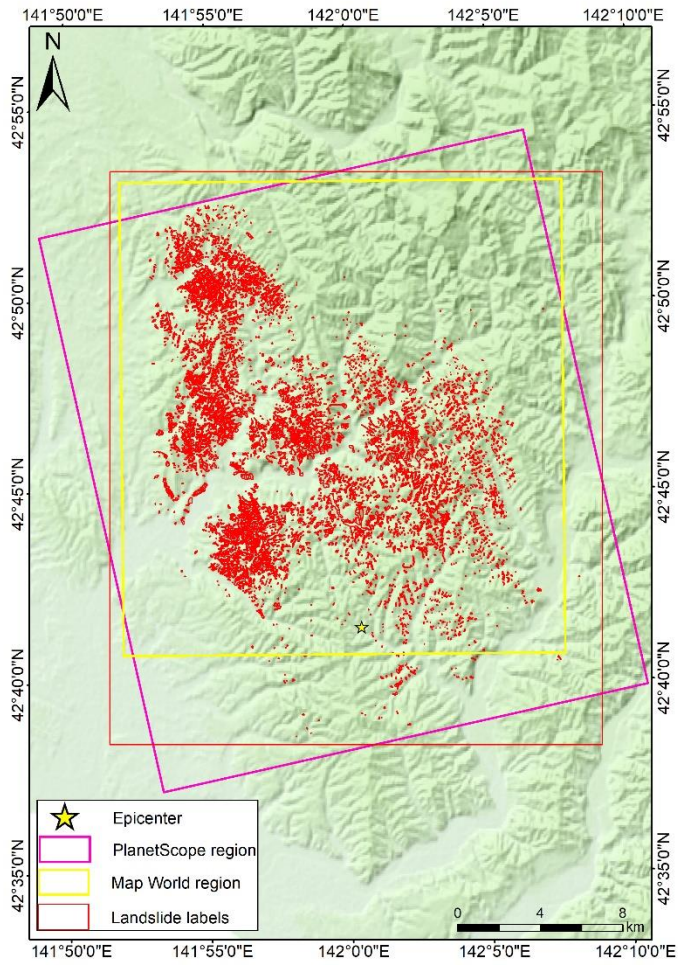 141°50'0"E 141°55'0"E 142°0'0"E 142°5'0"E 142°10'0"E
N
42°55'0"N 42°55'0"N
42°50'0"N 42°50'0"N
42°45'0"N 42°45'0"N
42°40'0"N 42°40'0"N
42°35'0"N 42°35'0"N
Epicenter
PlanetScope region
Map World region
Landslide labels
0 4 8
km
141°50'0"E 141°55'0"E 142°0'0"E 142°5'0"E 142°10'0"E